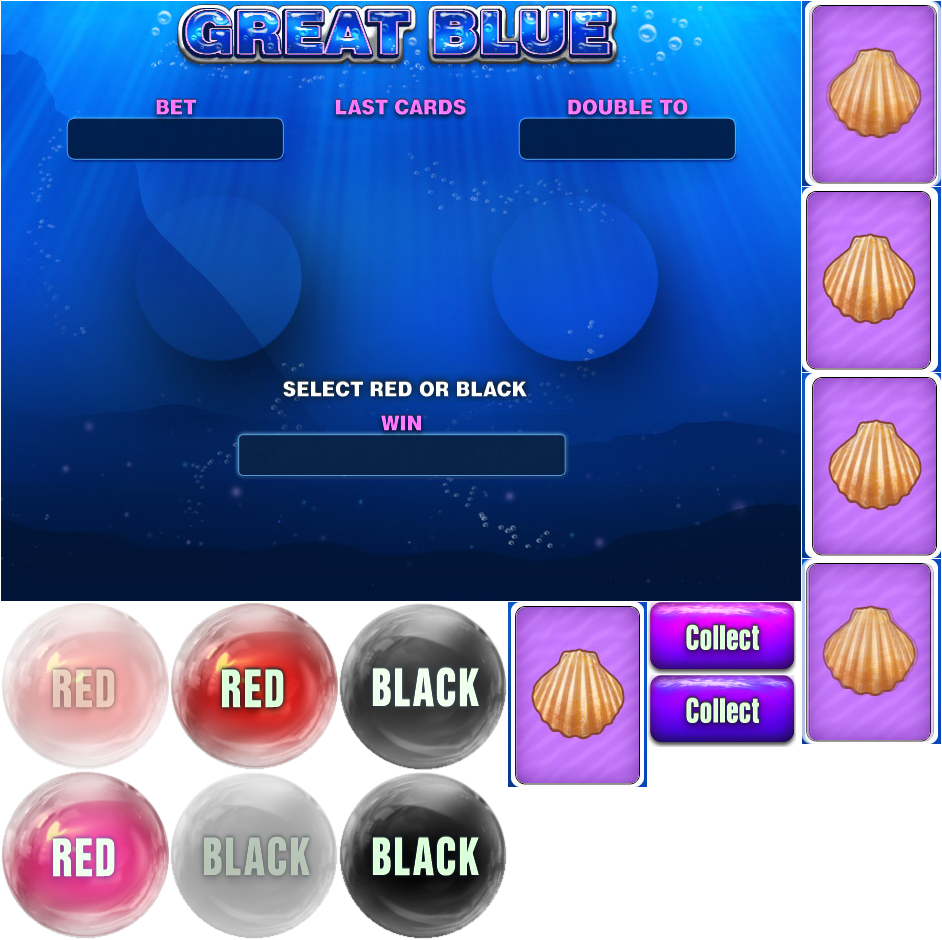 GREAT BLUE
BET
LAST CARDS
DOUBLE TO
SELECT RED OR BLACK
WIN
RED
RED
BLACK
Collect
Collect
RED
BLACK
BLACK